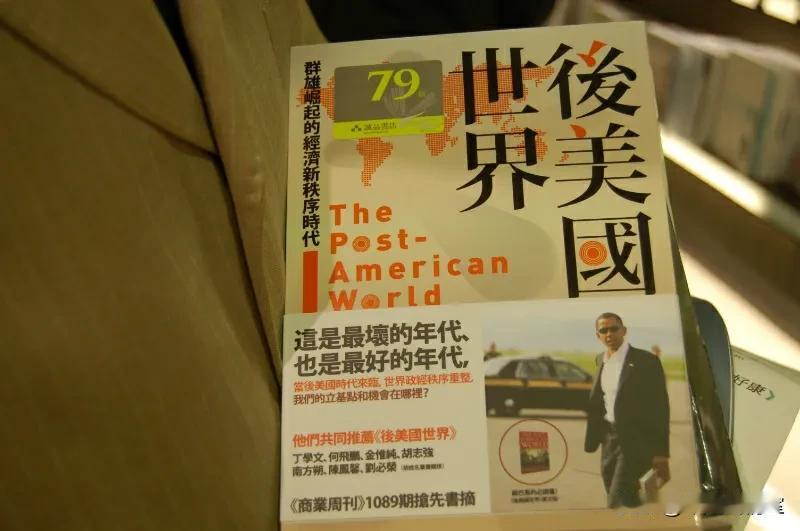 後美國
世界
群雄崛起的經濟新秩序時代
79
誠品書店
The
Post-
American
World
這是最壞的年代、
也是最好的年代,
當後美國時代來臨,世界政經秩序重整,
我們的立基點和機會在哪裡?
他們共同推薦《後美國世界》
丁學文、何飛鵬、金惟純、胡志強
南方朔、陳鳳馨、劉必榮
《商業周刊》1089期搶先書摘
好康